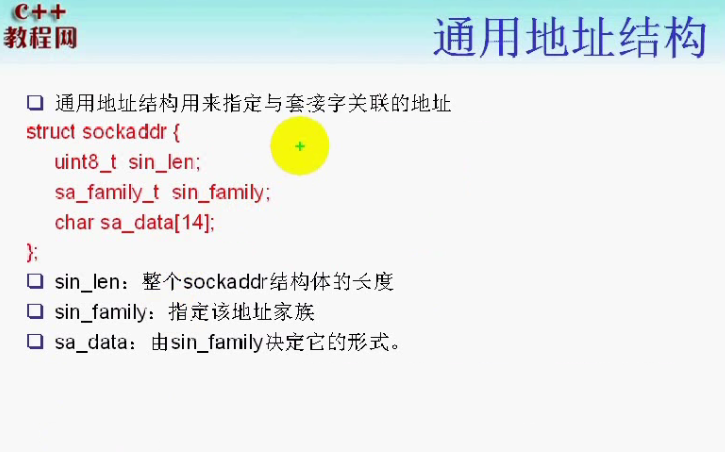 C++
教程网
通用地址结构
通用地址结构用来指定与套接字关联的地址
struct sockaddr {
uint8_t sin_len;
sa_family_t sin_family;
char sa_data[14];
};
sin_len：整个sockaddr结构体的长度
sin_family：指定该地址家族
sa_data：由sin_family决定它的形式。